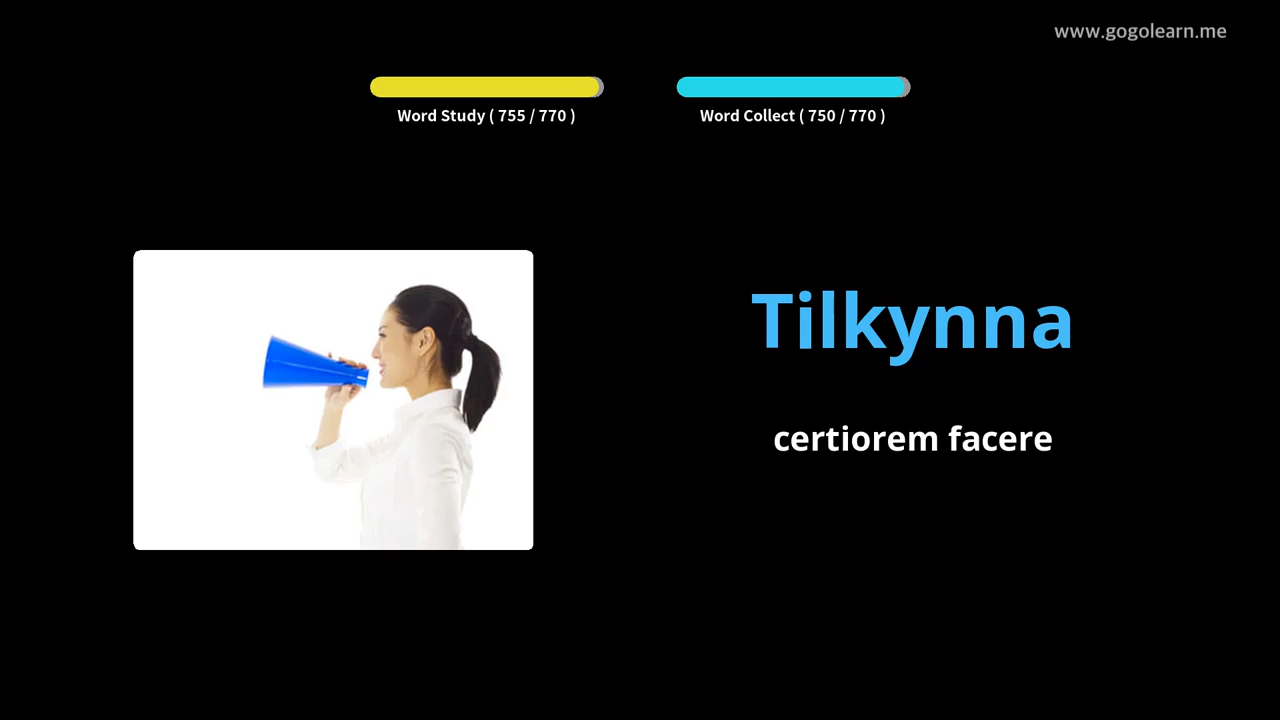 www.gogolearn.me
Word Study ( 755 / 770 )
Word Collect ( 750 / 770 )
Tilkynna
certiorem facere